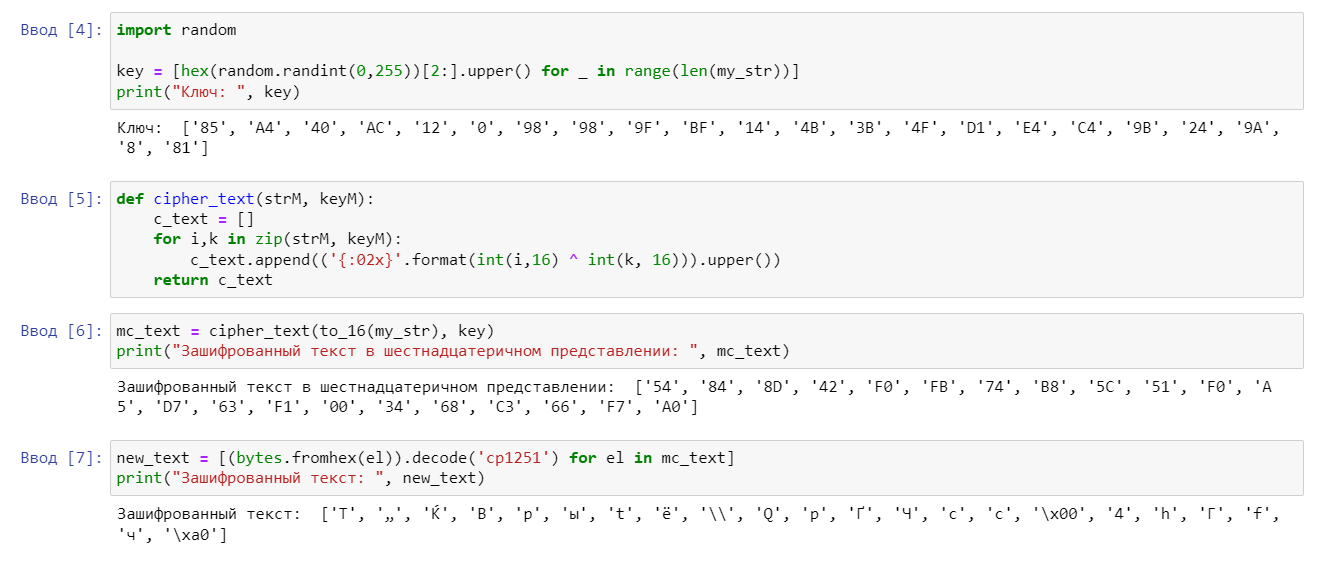 Ввод [4]: import random
key = [hex(random.randint(0,255))[2:].upper() for _ in range(len(my_str))]
print("Ключ: ", key)
Ключ:  ['85', 'A4', '40', 'AC', '12', '0', '98', '98', '9F', 'BF', '14', '4B', '3B', '4F', 'D1', 'E4', 'C4', '9B', '24', '9A',
'8', '81']
Ввод [5]: def cipher_text(strM, keyM):
    c_text = []
    for i,k in zip(strM, keyM):
        c_text.append(('{:02x}'.format(int(i,16) ^ int(k, 16))).upper())
    return c_text
Ввод [6]: mc_text = cipher_text(to_16(my_str), key)
print("Зашифрованный текст в шестнадцатеричном представлении: ", mc_text)
Зашифрованный текст в шестнадцатеричном представлении:  ['54', '84', '8D', '42', 'F0', 'FB', '74', 'B8', '5C', '51', 'F0', 'A
5', 'D7', '63', 'F1', '00', '34', '68', 'C3', '66', 'F7', 'A0']
Ввод [7]: new_text = [(bytes.fromhex(el)).decode('cp1251') for el in mc_text]
print("Зашифрованный текст: ", new_text)
Зашифрованный текст:  ['T', '„', 'Ќ', 'B', 'р', 'ы', 't', 'ё', '\\', 'Q', 'р', 'Ґ', 'Ч', 'c', 'с', '\x00', '4', 'h', 'Г', 'f',
'ч', '\xa0']